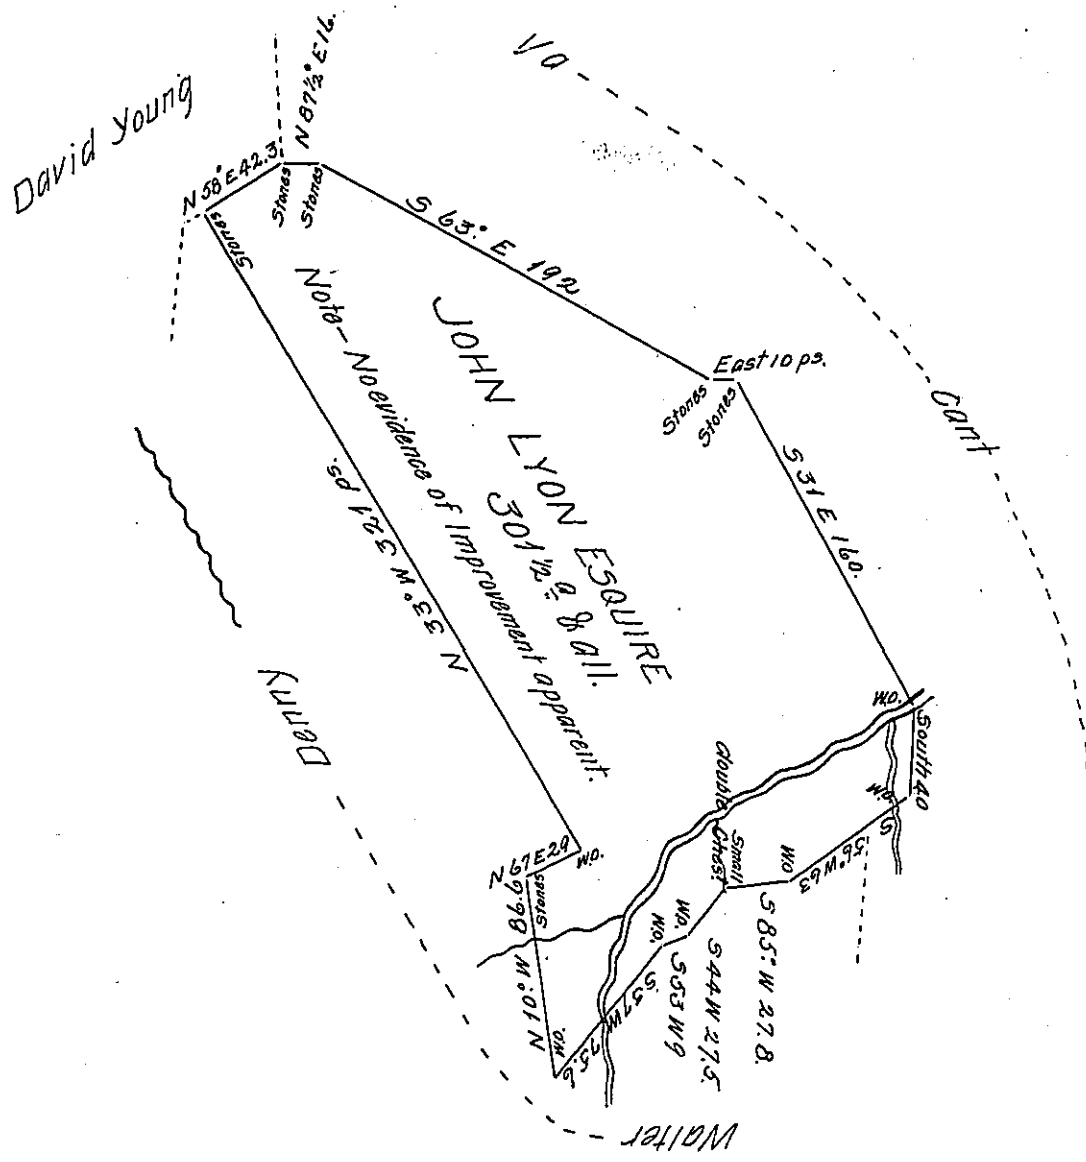 David Young
N 58° E 42.3
N 87½° E 16.
Va
Cant
Stones
Stones
Stones
S 63.° E 192
East 10 ps.
Stones
Stones
S 31 E 160.
W.O.
South 40
W.O.
S 56° W 63
W.O
S 85.° W 27.8.
Small
double Chest.
S 44 W 27.5.
W.O.
S 53 W 9
W.O.
S 37 W 75.6
W.O.
N 10.° W. 86.6
Stones
N 67 E 29
W.O.
N 33.° W 321 ps.
JOHN LYON ESQUIRE
301 ½ a & all.
Note— No evidence of Improvement apparent.
Denny
Walter